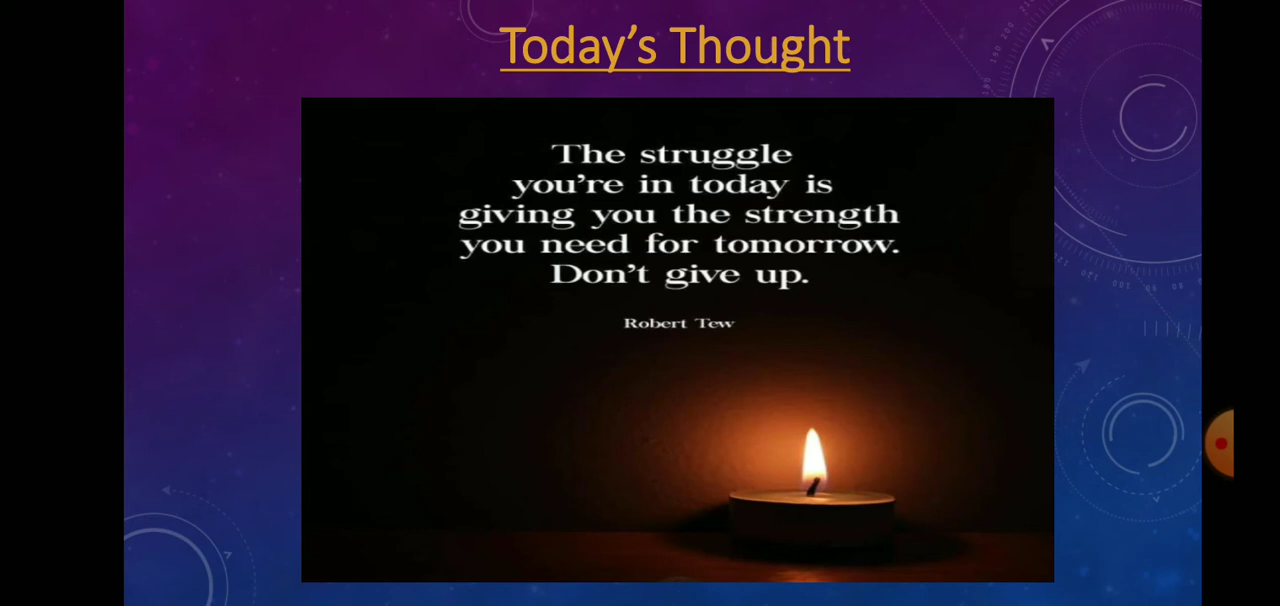 Today's Thought
The struggle
you're in today is
giving you the strength
you need for tomorrow.
Don't give up.
Robert Tew